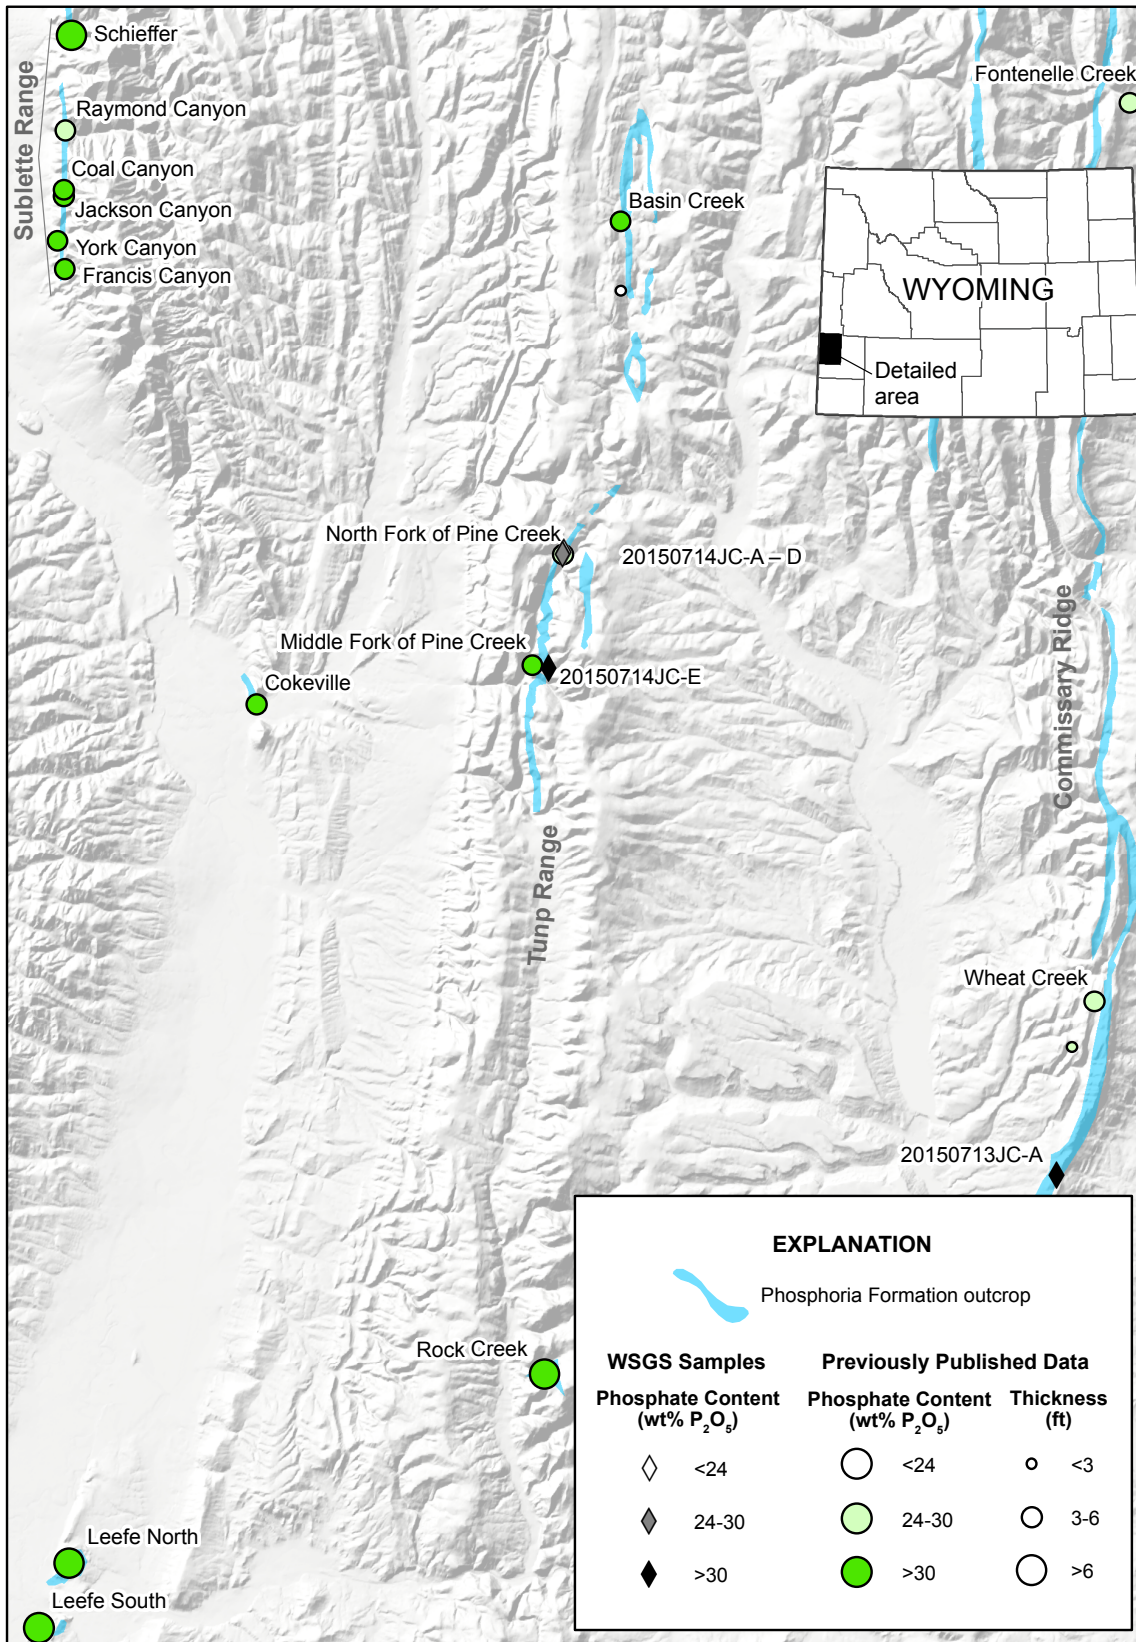 Schieffer
Fontenelle Creek
Sublette Range
Raymond Canyon
Coal Canyon
Jackson Canyon
York Canyon
Francis Canyon
Basin Creek
WYOMING
Detailed
area
North Fork of Pine Creek
20150714JC-A – D
Middle Fork of Pine Creek
20150714JC-E
Cokeville
Commissary Ridge
Tunp Range
Wheat Creek
20150713JC-A
Rock Creek
Leefe North
Leefe South
EXPLANATION
Phosphoria Formation outcrop
WSGS Samples
Phosphate Content
(wt% P₂O₅)
<24
24-30
>30
Previously Published Data
Phosphate Content
(wt% P₂O₅)
<24
24-30
>30
Thickness
(ft)
<3
3-6
>6